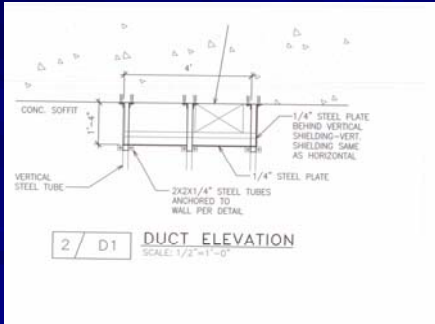 4'
CONC. SOFFIT
1'-4"
1/4" STEEL PLATE
BEHIND VERTICAL
SHIELDING-VERT.
SHIELDING SAME
AS HORIZONTAL
VERTICAL
STEEL TUBE
1/4" STEEL PLATE
2X2X1/4" STEEL TUBES
ANCHORED TO
WALL PER DETAIL
2/ D1
DUCT ELEVATION
SCALE: 1/2"=1'-0"